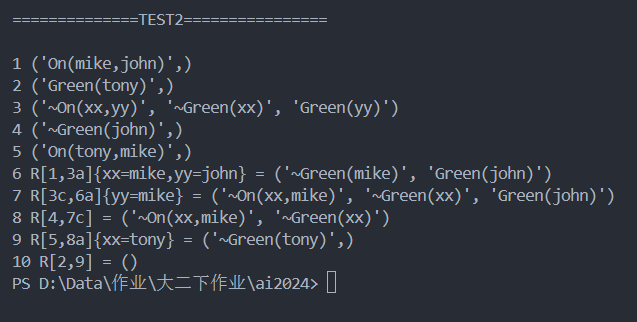 ==============TEST2================
1 ('On(mike,john)',)
2 ('Green(tony)',)
3 ('~On(xx,yy)', '~Green(xx)', 'Green(yy)')
4 ('~Green(john)',)
5 ('On(tony,mike)',)
6 R[1,3a]{xx=mike,yy=john} = ('~Green(mike)', 'Green(john)')
7 R[3c,6a]{yy=mike} = ('~On(xx,mike)', '~Green(xx)', 'Green(john)')
8 R[4,7c] = ('~On(xx,mike)', '~Green(xx)')
9 R[5,8a]{xx=tony} = ('~Green(tony)',)
10 R[2,9] = ()
PS D:\Data\作业\大二下作业\ai2024>